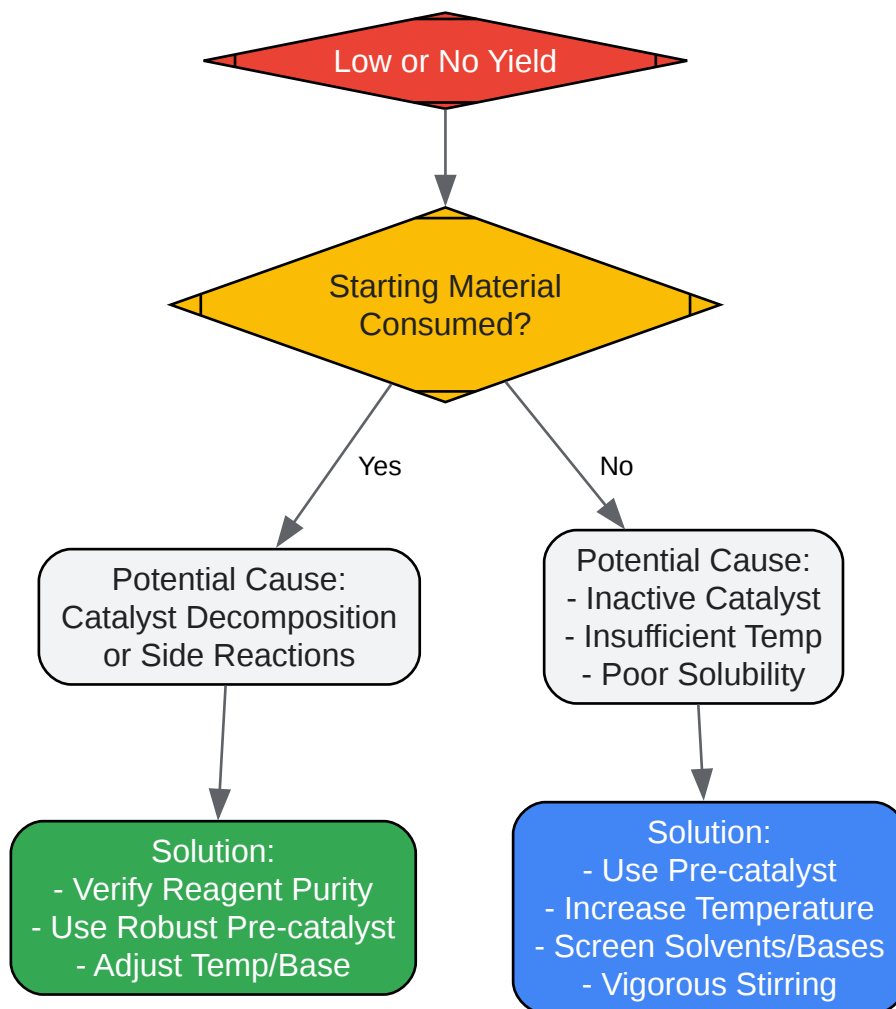 Low or No Yield
Starting Material
Consumed?
Yes
No
Potential Cause:
Catalyst Decomposition
or Side Reactions
Potential Cause:
- Inactive Catalyst
- Insufficient Temp
- Poor Solubility
Solution:
- Verify Reagent Purity
- Use Robust Pre-catalyst
- Adjust Temp/Base
Solution:
- Use Pre-catalyst
- Increase Temperature
- Screen Solvents/Bases
- Vigorous Stirring